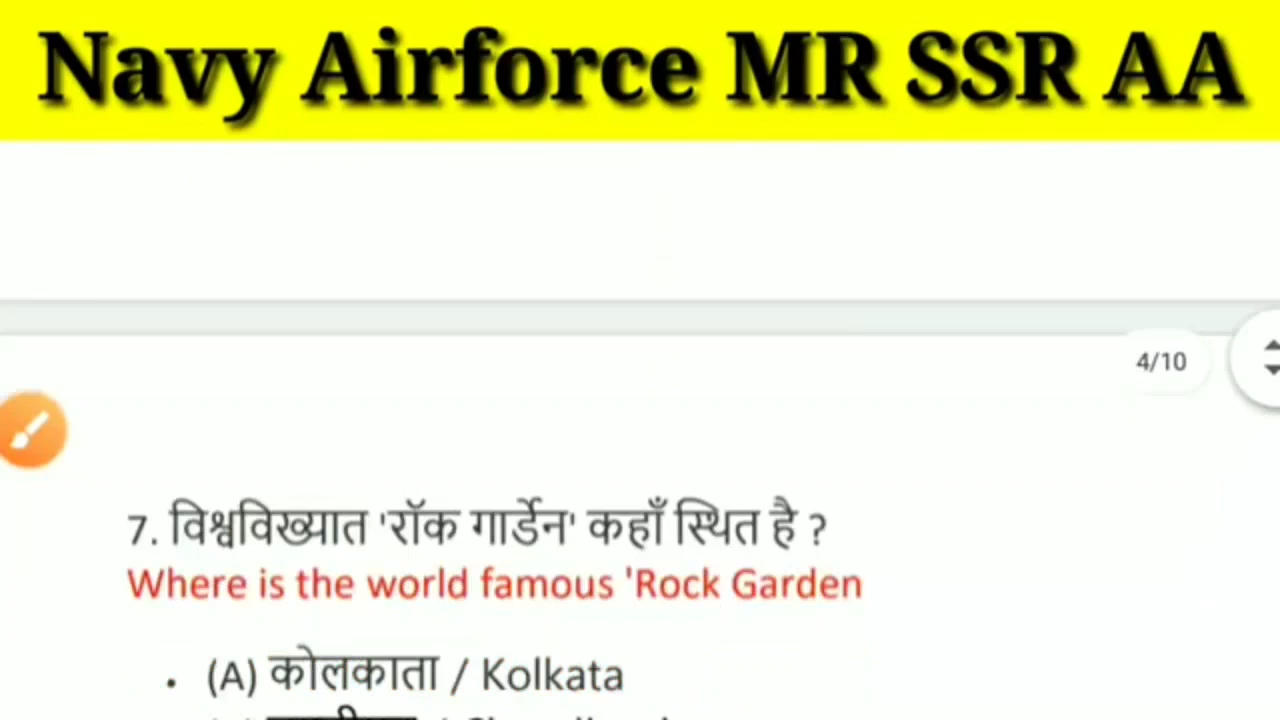 Navy Airforce MR SSR AA
4/10
7. विश्वविख्यात 'रॉक गार्डेन' कहाँ स्थित है ?
Where is the world famous 'Rock Garden
• (A) कोलकाता / Kolkata